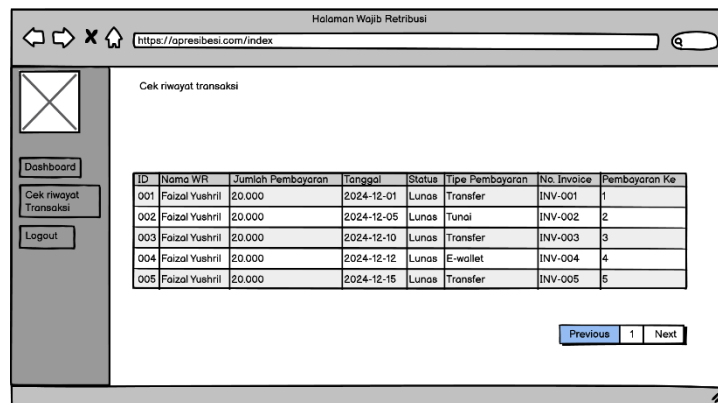 Halaman Wajib Retribusi
https://apresibesi.com/index
Cek riwayat transaksi
Dashboard
Cek riwayat
Transaksi
Logout
ID Nama WR Jumlah Pembayaran Tanggal Status Tipe Pembayaran No. Invoice Pembayaran Ke
001 Faizal Yushril 20.000 2024-12-01 Lunas Transfer INV-001 1
002 Faizal Yushril 20.000 2024-12-05 Lunas Tunai INV-002 2
003 Faizal Yushril 20.000 2024-12-10 Lunas Transfer INV-003 3
004 Faizal Yushril 20.000 2024-12-12 Lunas E-wallet INV-004 4
005 Faizal Yushril 20.000 2024-12-15 Lunas Transfer INV-005 5
Previous 1 Next